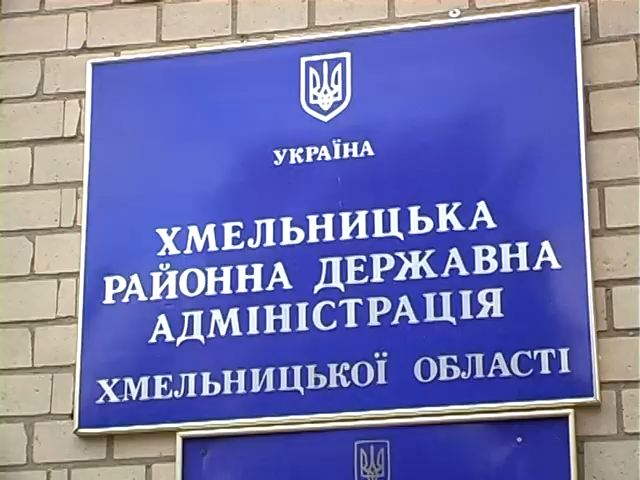 УКРАЇНА
ХМЕЛЬНИЦЬКА
РАЙОННА ДЕРЖАВНА
АДМІНІСТРАЦІЯ
ХМЕЛЬНИЦЬКОЇ ОБЛАСТІ